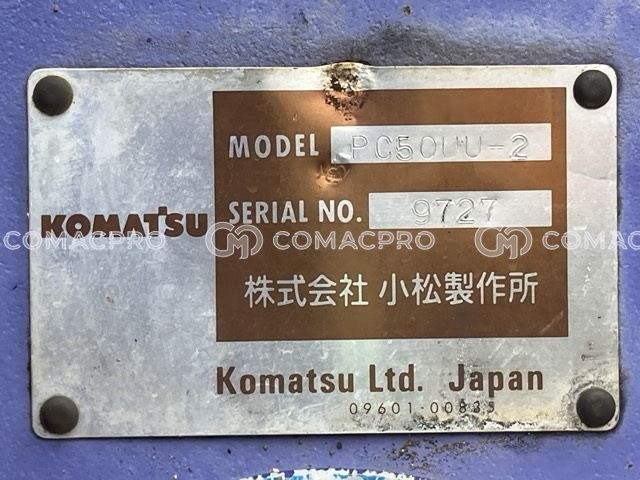 MODEL PC50UU-2
KOMATSU
SERIAL NO. 9727
COMACPRO COMACPRO COMACPRO
株式会社 小松製作所
Komatsu Ltd. Japan
09601-00835